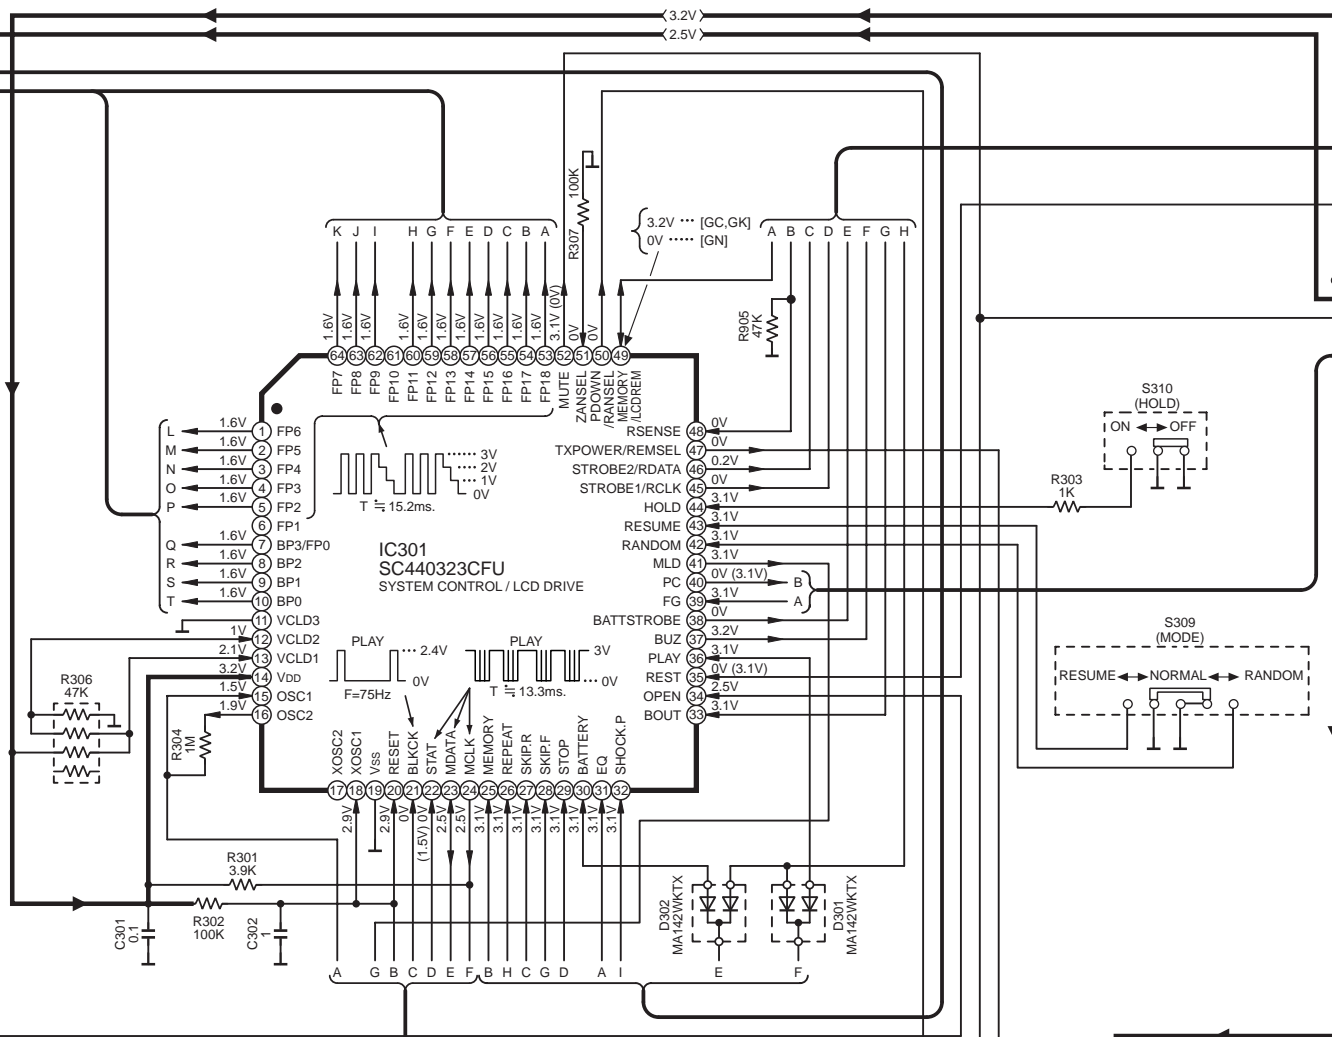 3.2V
2.5V
3.2V ··· [GC,GK]
0V ····· [GN]
K J I H G F E D C B A
A B C D E F G H
100K
R307
1.6V 1.6V 1.6V 1.6V 1.6V 1.6V 1.6V 1.6V 1.6V 1.6V 1.6V 3.1V (0V) 0V 0V
R905
47K
64 63 62 61 60 59 58 57 56 55 54 53 52 51 50 49
FP7 FP8 FP9 FP10 FP11 FP12 FP13 FP14 FP15 FP16 FP17 FP18 MUTE ZANSEL PDOWN /RANSEL MEMORY /LCDREM
L 1.6V 1 FP6
M 1.6V 2 FP5
N 1.6V 3 FP4
O 1.6V 4 FP3
P 1.6V 5 FP2
6 FP1
Q 1.6V 7 BP3/FP0
R 1.6V 8 BP2
S 1.6V 9 BP1
T 1.6V 10 BP0
11 VCLD3
1V 12 VCLD2
2.1V 13 VCLD1
3.2V 14 VDD
1.5V 15 OSC1
1.9V 16 OSC2
3V
2V
1V
0V
T ≒ 15.2ms.
IC301
SC440323CFU
SYSTEM CONTROL / LCD DRIVE
PLAY
2.4V
0V
F=75Hz
PLAY
3V
0V
T ≒ 13.3ms.
RSENSE 48 0V
TXPOWER/REMSEL 47 0V
STROBE2/RDATA 46 0.2V
STROBE1/RCLK 45 0V
HOLD 44 3.1V
RESUME 43 3.1V
RANDOM 42 3.1V
MLD 41 3.1V
PC 40 0V (3.1V) B
FG 39 3.1V A
BATTSTROBE 38 0V
BUZ 37 3.2V
PLAY 36 3.1V
REST 35 0V (3.1V)
OPEN 34 2.5V
BOUT 33 3.1V
S310
(HOLD)
ON OFF
R303
1K
S309
(MODE)
RESUME NORMAL RANDOM
R306
47K
R304
1M
XOSC2 XOSC1 VSS RESET BLKCK STAT MDATA MCLK MEMORY REPEAT SKIP.R SKIP.F STOP BATTERY EQ SHOCK.P
17 18 19 20 21 22 23 24 25 26 27 28 29 30 31 32
2.9V 2.9V 0V (1.5V) 0V 2.5V 2.5V 3.1V 3.1V 3.1V 3.1V 3.1V 3.1V 3.1V 3.1V
R301
3.9K
R302
100K
C301
0.1
C302
1
D302
MA142WKTX
D301
MA142WKTX
A G B C D E F B H C G D A I E F